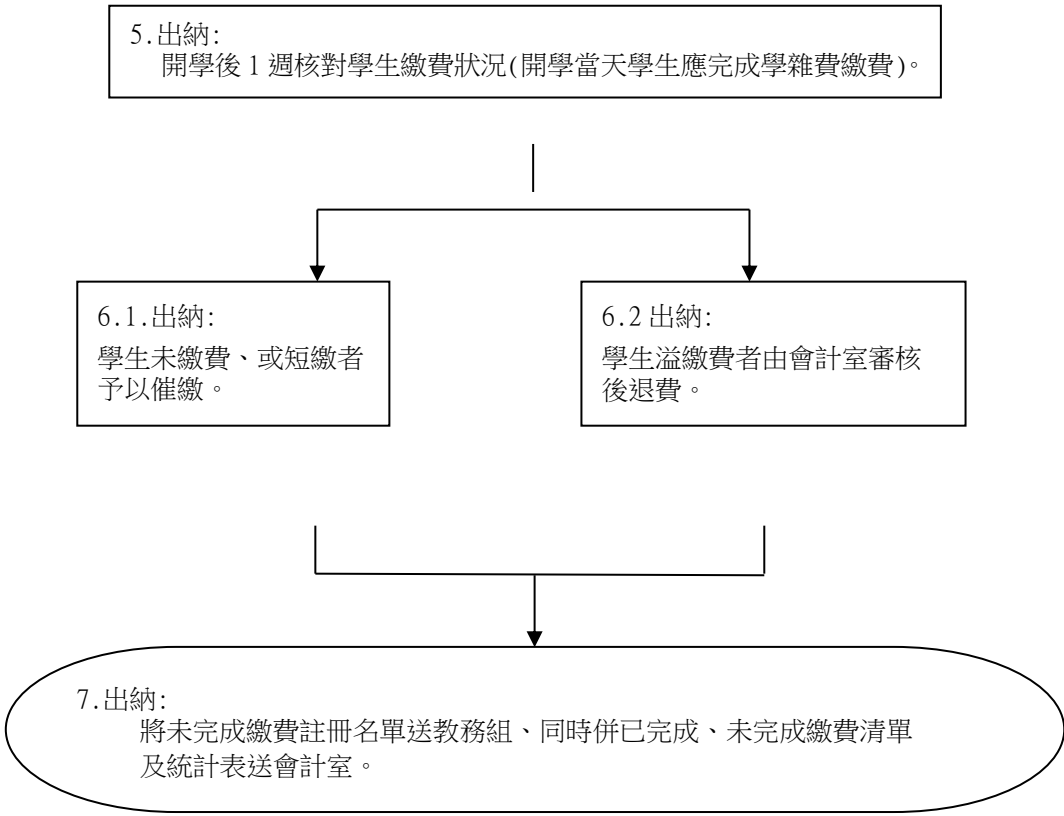 5.出納:
開學後 1 週核對學生繳費狀況(開學當天學生應完成學雜費繳費)。
6.1.出納:
學生未繳費、或短繳者
予以催繳。
6.2 出納:
學生溢繳費者由會計室審核
後退費。
7.出納:
將未完成繳費註冊名單送教務組、同時併已完成、未完成繳費清單
及統計表送會計室。